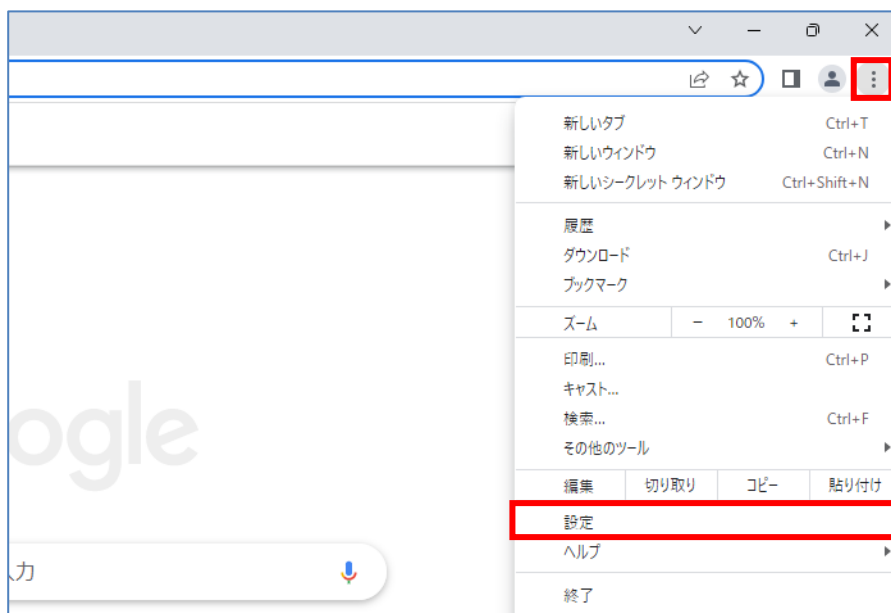 新しいタブ Ctrl+T
新しいウィンドウ Ctrl+N
新しいシークレット ウィンドウ Ctrl+Shift+N
履歴
ダウンロード Ctrl+J
ブックマーク
ズーム − 100% +
印刷... Ctrl+P
キャスト...
検索... Ctrl+F
その他のツール
ogle
編集 切り取り コピー 貼り付け
設定
ヘルプ
入力
終了